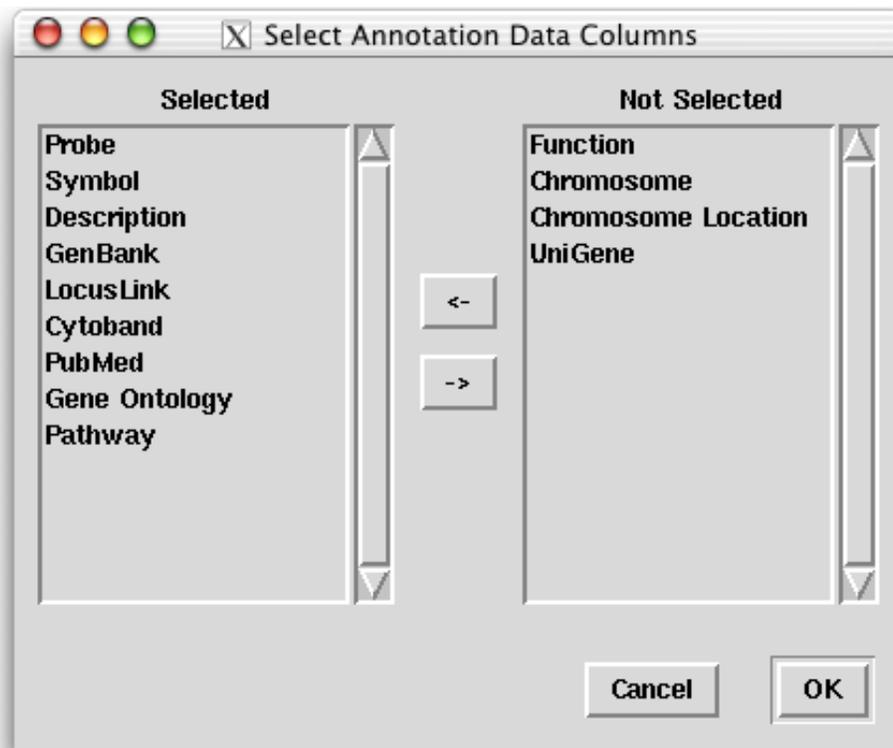 Select Annotation Data Columns
Selected
Probe
Symbol
Description
GenBank
LocusLink
Cytoband
PubMed
Gene Ontology
Pathway
<-
->
Not Selected
Function
Chromosome
Chromosome Location
UniGene
Cancel
OK